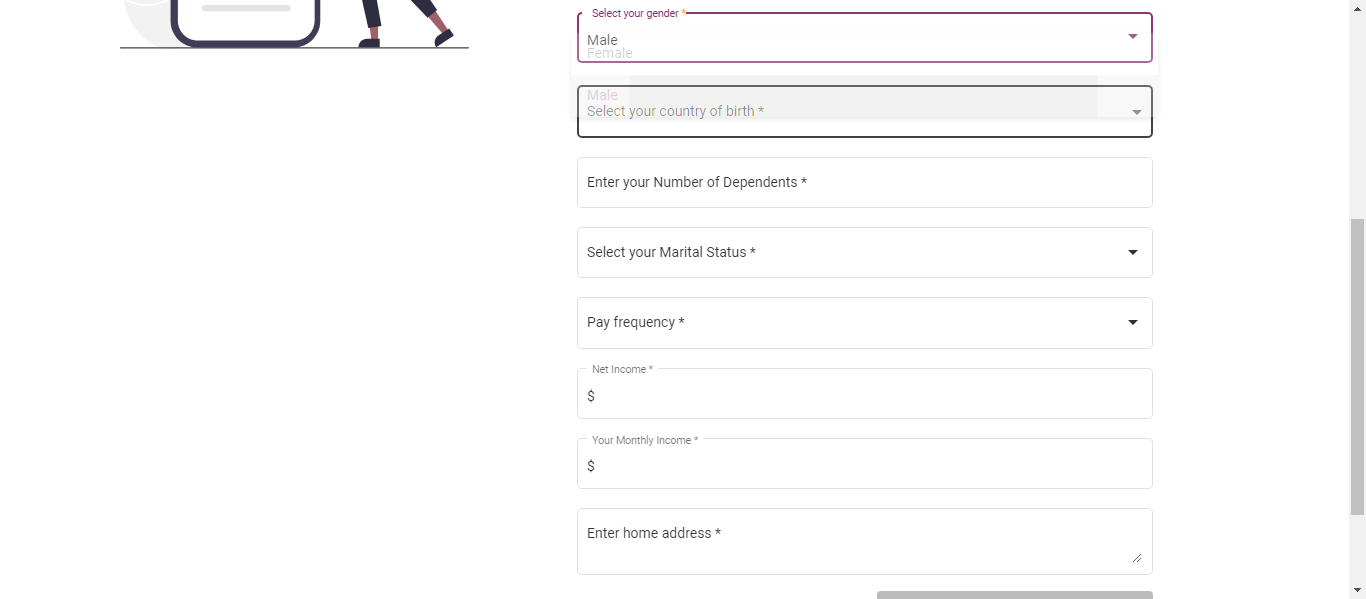 Select your gender *
Male
Female
Male
Select your country of birth *
Enter your Number of Dependents *
Select your Marital Status *
Pay frequency *
Net Income *
$
Your Monthly Income *
$
Enter home address *